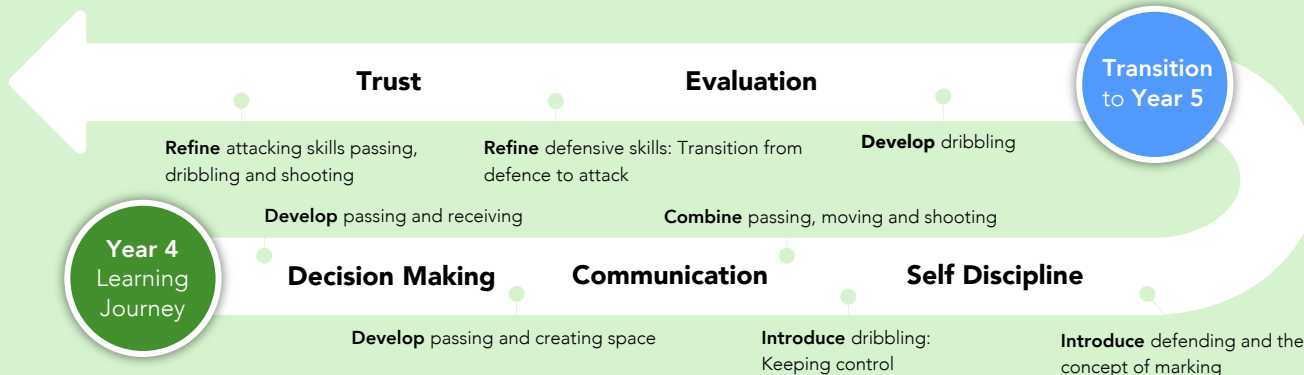 Trust
Evaluation
Transition
to Year 5
Refine attacking skills passing,
dribbling and shooting
Refine defensive skills: Transition from
defence to attack
Develop dribbling
Develop passing and receiving
Combine passing, moving and shooting
Year 4
Learning
Journey
Decision Making
Communication
Self Discipline
Develop passing and creating space
Introduce dribbling:
Keeping control
Introduce defending and the
concept of marking